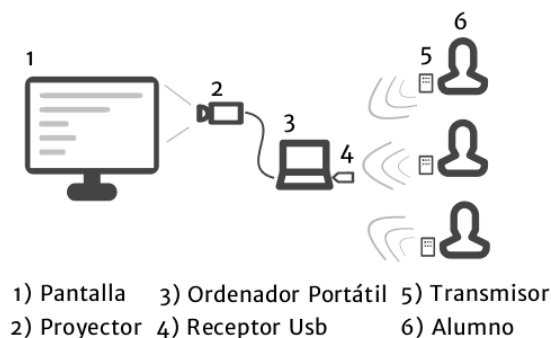 6
1
5
2
3
4
1) Pantalla
3) Ordenador Portátil
5) Transmisor
2) Proyector
4) Receptor Usb
6) Alumno